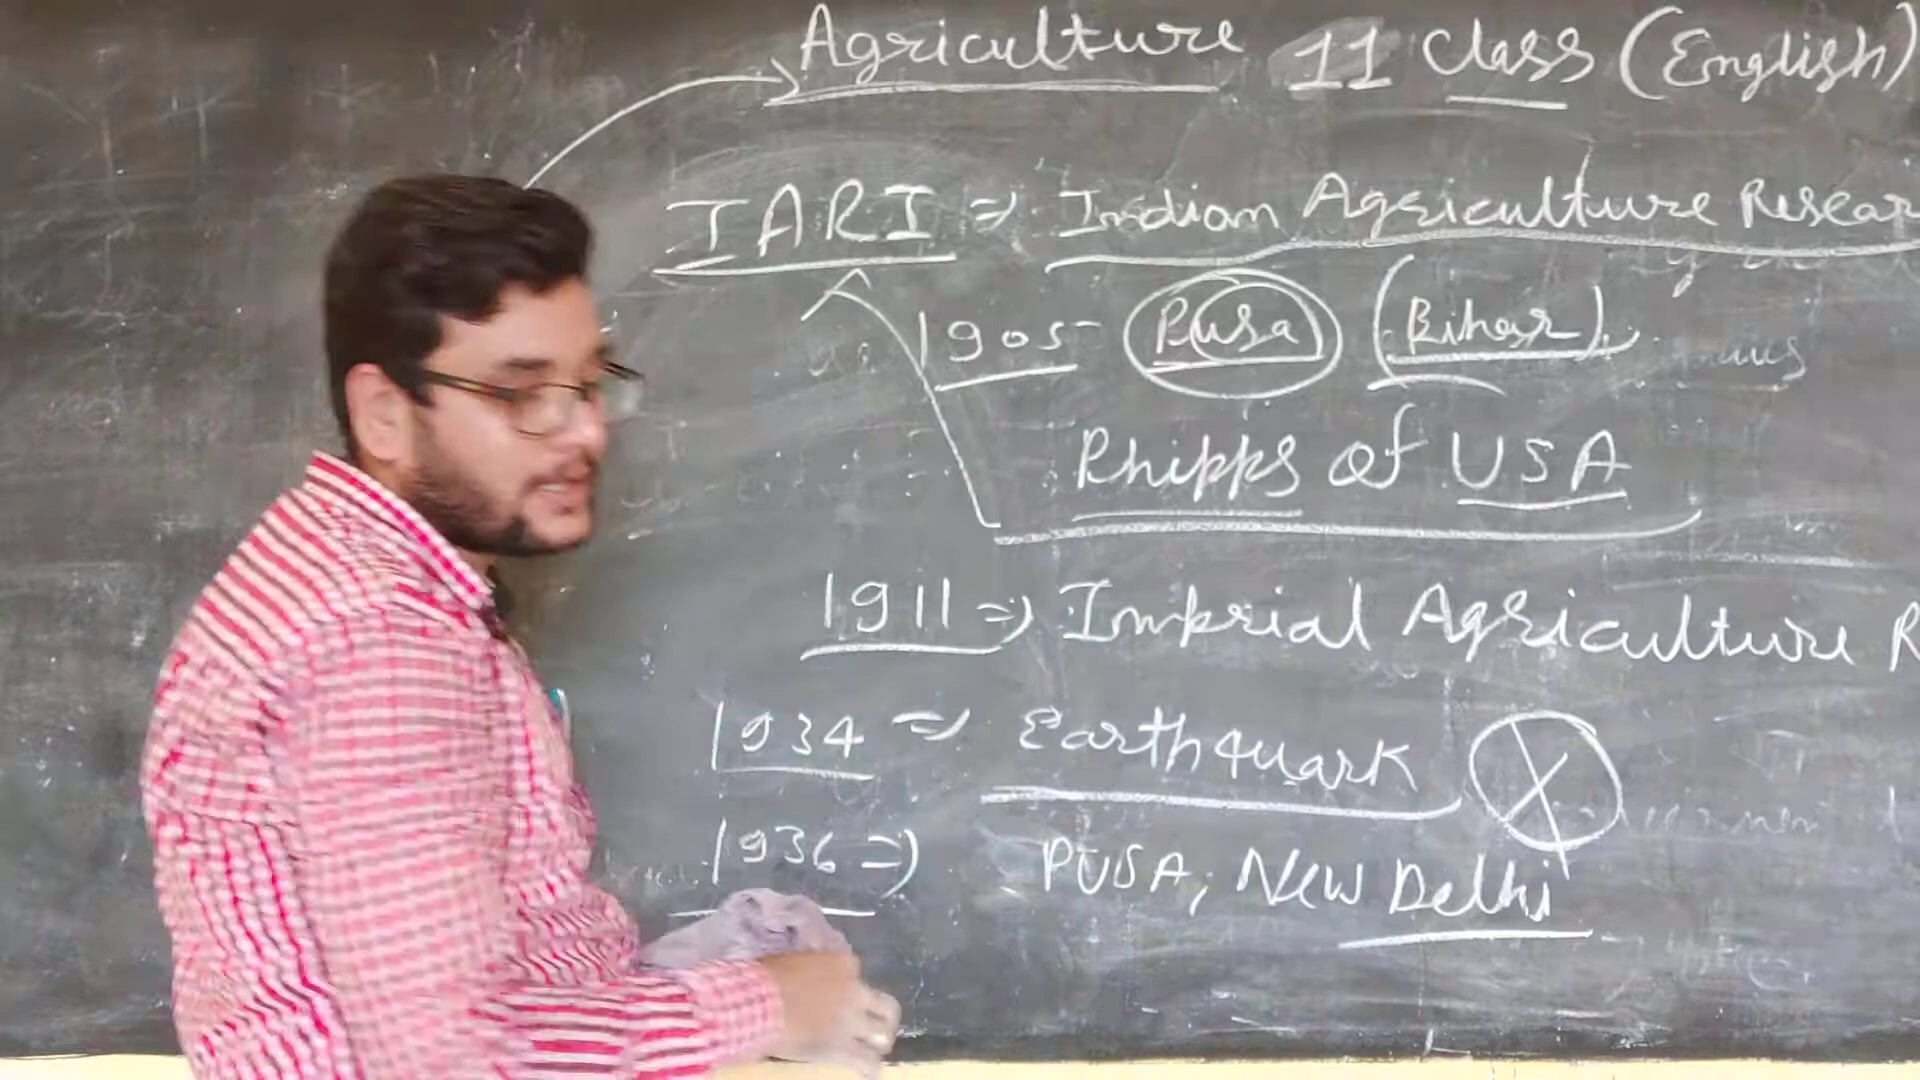 Agriculture 11 Class (English)
IARI => Indian Agriculture Resear
1905- Pusa (Bihar).
Phipps of USA
1911 => Imprial Agriculture R
1934 => Earthquark
1936 => PUSA, New Delhi